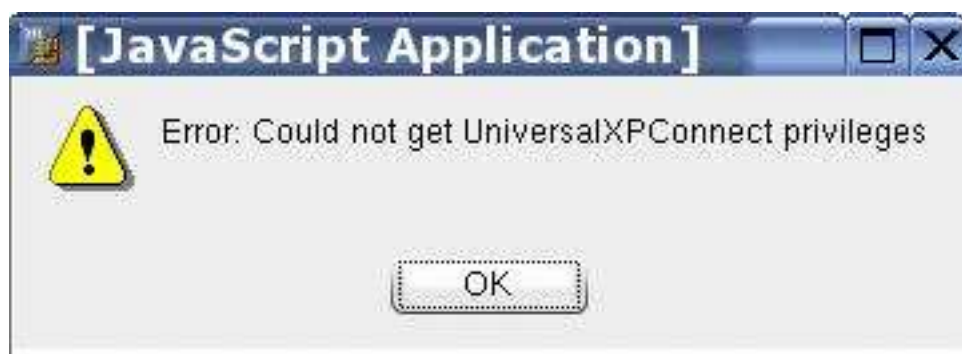 [JavaScript Application]
Error: Could not get UniversalXPConnect privileges
OK